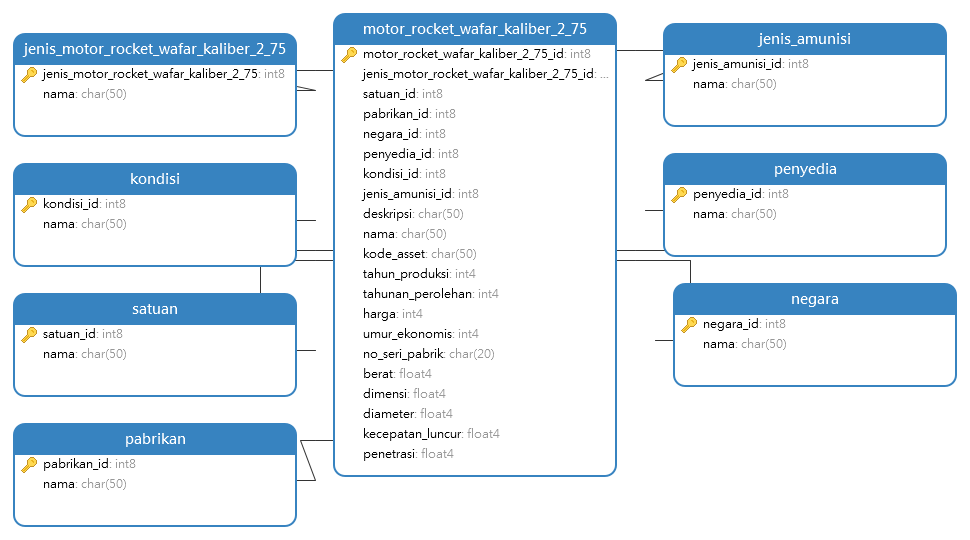 jenis_motor_rocket_wafar_kaliber_2_75
jenis_motor_rocket_wafar_kaliber_2_75: int8
nama: char(50)
kondisi
kondisi_id: int8
nama: char(50)
satuan
satuan_id: int8
nama: char(50)
pabrikan
pabrikan_id: int8
nama: char(50)
motor_rocket_wafar_kaliber_2_75
motor_rocket_wafar_kaliber_2_75_id: int8
jenis_motor_rocket_wafar_kaliber_2_75_id: ...
satuan_id: int8
pabrikan_id: int8
negara_id: int8
penyedia_id: int8
kondisi_id: int8
jenis_amunisi_id: int8
deskripsi: char(50)
nama: char(50)
kode_asset: char(50)
tahun_produksi: int4
tahunan_perolehan: int4
harga: int4
umur_ekonomis: int4
no_seri_pabrik: char(20)
berat: float4
dimensi: float4
diameter: float4
kecepatan_luncur: float4
penetrasi: float4
jenis_amunisi
jenis_amunisi_id: int8
nama: char(50)
penyedia
penyedia_id: int8
nama: char(50)
negara
negara_id: int8
nama: char(50)